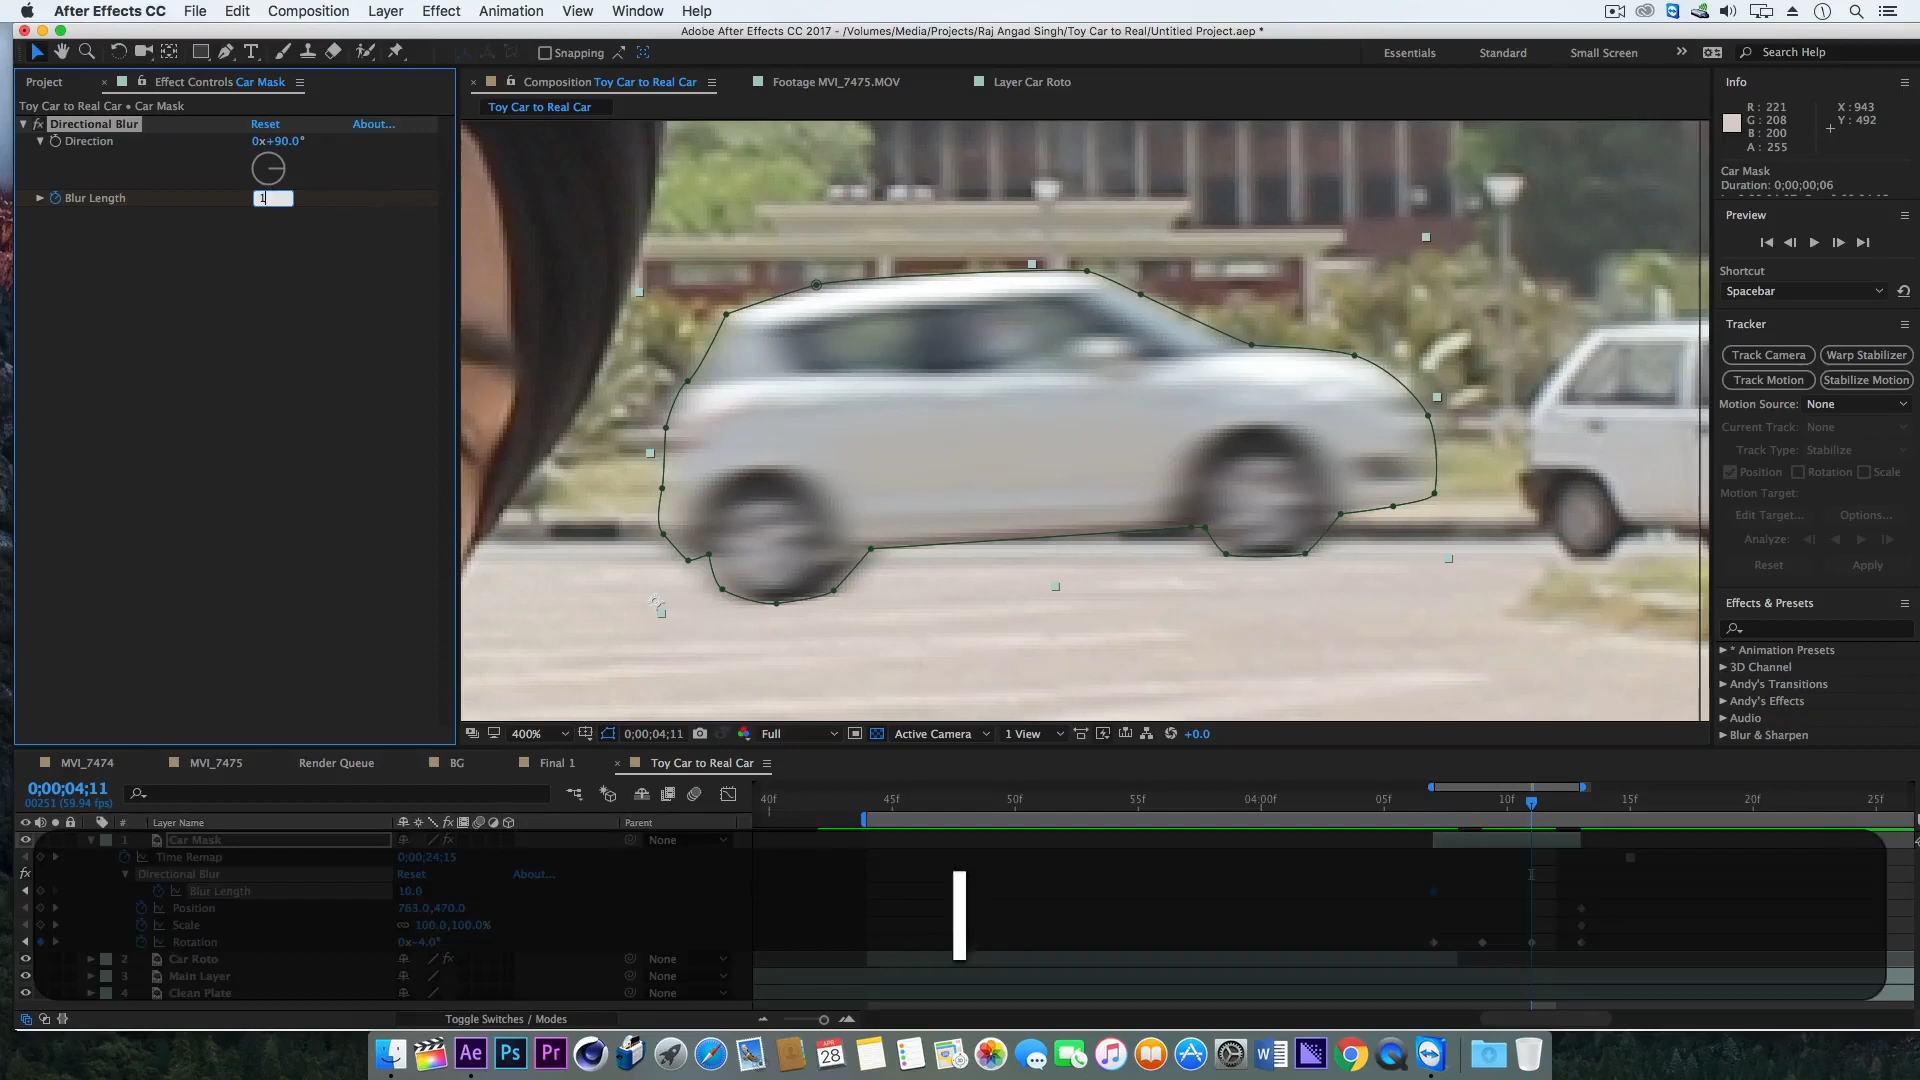 After Effects CC File Edit Composition Layer Effect Animation View Window Help
Adobe After Effects CC 2017 - /Volumes/Media/Projects/Raj Angad Singh/Toy Car to Real/Untitled Project.aep *
Snapping Essentials Standard Small Screen Search Help
Project Effect Controls Car Mask Composition Toy Car to Real Car Footage MVI_7475.MOV Layer Car Roto Info
Toy Car to Real Car • Car Mask Toy Car to Real Car
R : 221 X : 943
G : 208 Y : 492
B : 200
A : 255
Directional Blur Reset About...
Direction 0x+90.0°
Blur Length 1
Car Mask
Duration: 0;00;00;06
Preview
Shortcut
Spacebar
Tracker
Track Camera Warp Stabilizer
Track Motion Stabilize Motion
Motion Source: None
Current Track: None
Track Type: Stabilize
Position Rotation Scale
Motion Target:
Edit Target... Options...
Analyze:
Reset Apply
Effects & Presets
* Animation Presets
3D Channel
Andy's Transitions
Andy's Effects
Audio
Blur & Sharpen
400% 0;00;04;11 Full Active Camera 1 View +0.0
MVI_7474 MVI_7475 Render Queue BG Final 1 Toy Car to Real Car
0;00;04;11
00251 (59.94 fps)
40f 45f 50f 55f 04:00f 05f 10f 15f 20f 25f
# Layer Name Parent
1 Car Mask None
Time Remap 0;00;24;15
Directional Blur Reset About...
Blur Length 10.0
Position 763.0,470.0
Scale 100.0,100.0%
Rotation 0x-4.0°
2 Car Roto None
3 Main Layer None
4 Clean Plate None
Toggle Switches / Modes
Ae Ps Pr APR 28